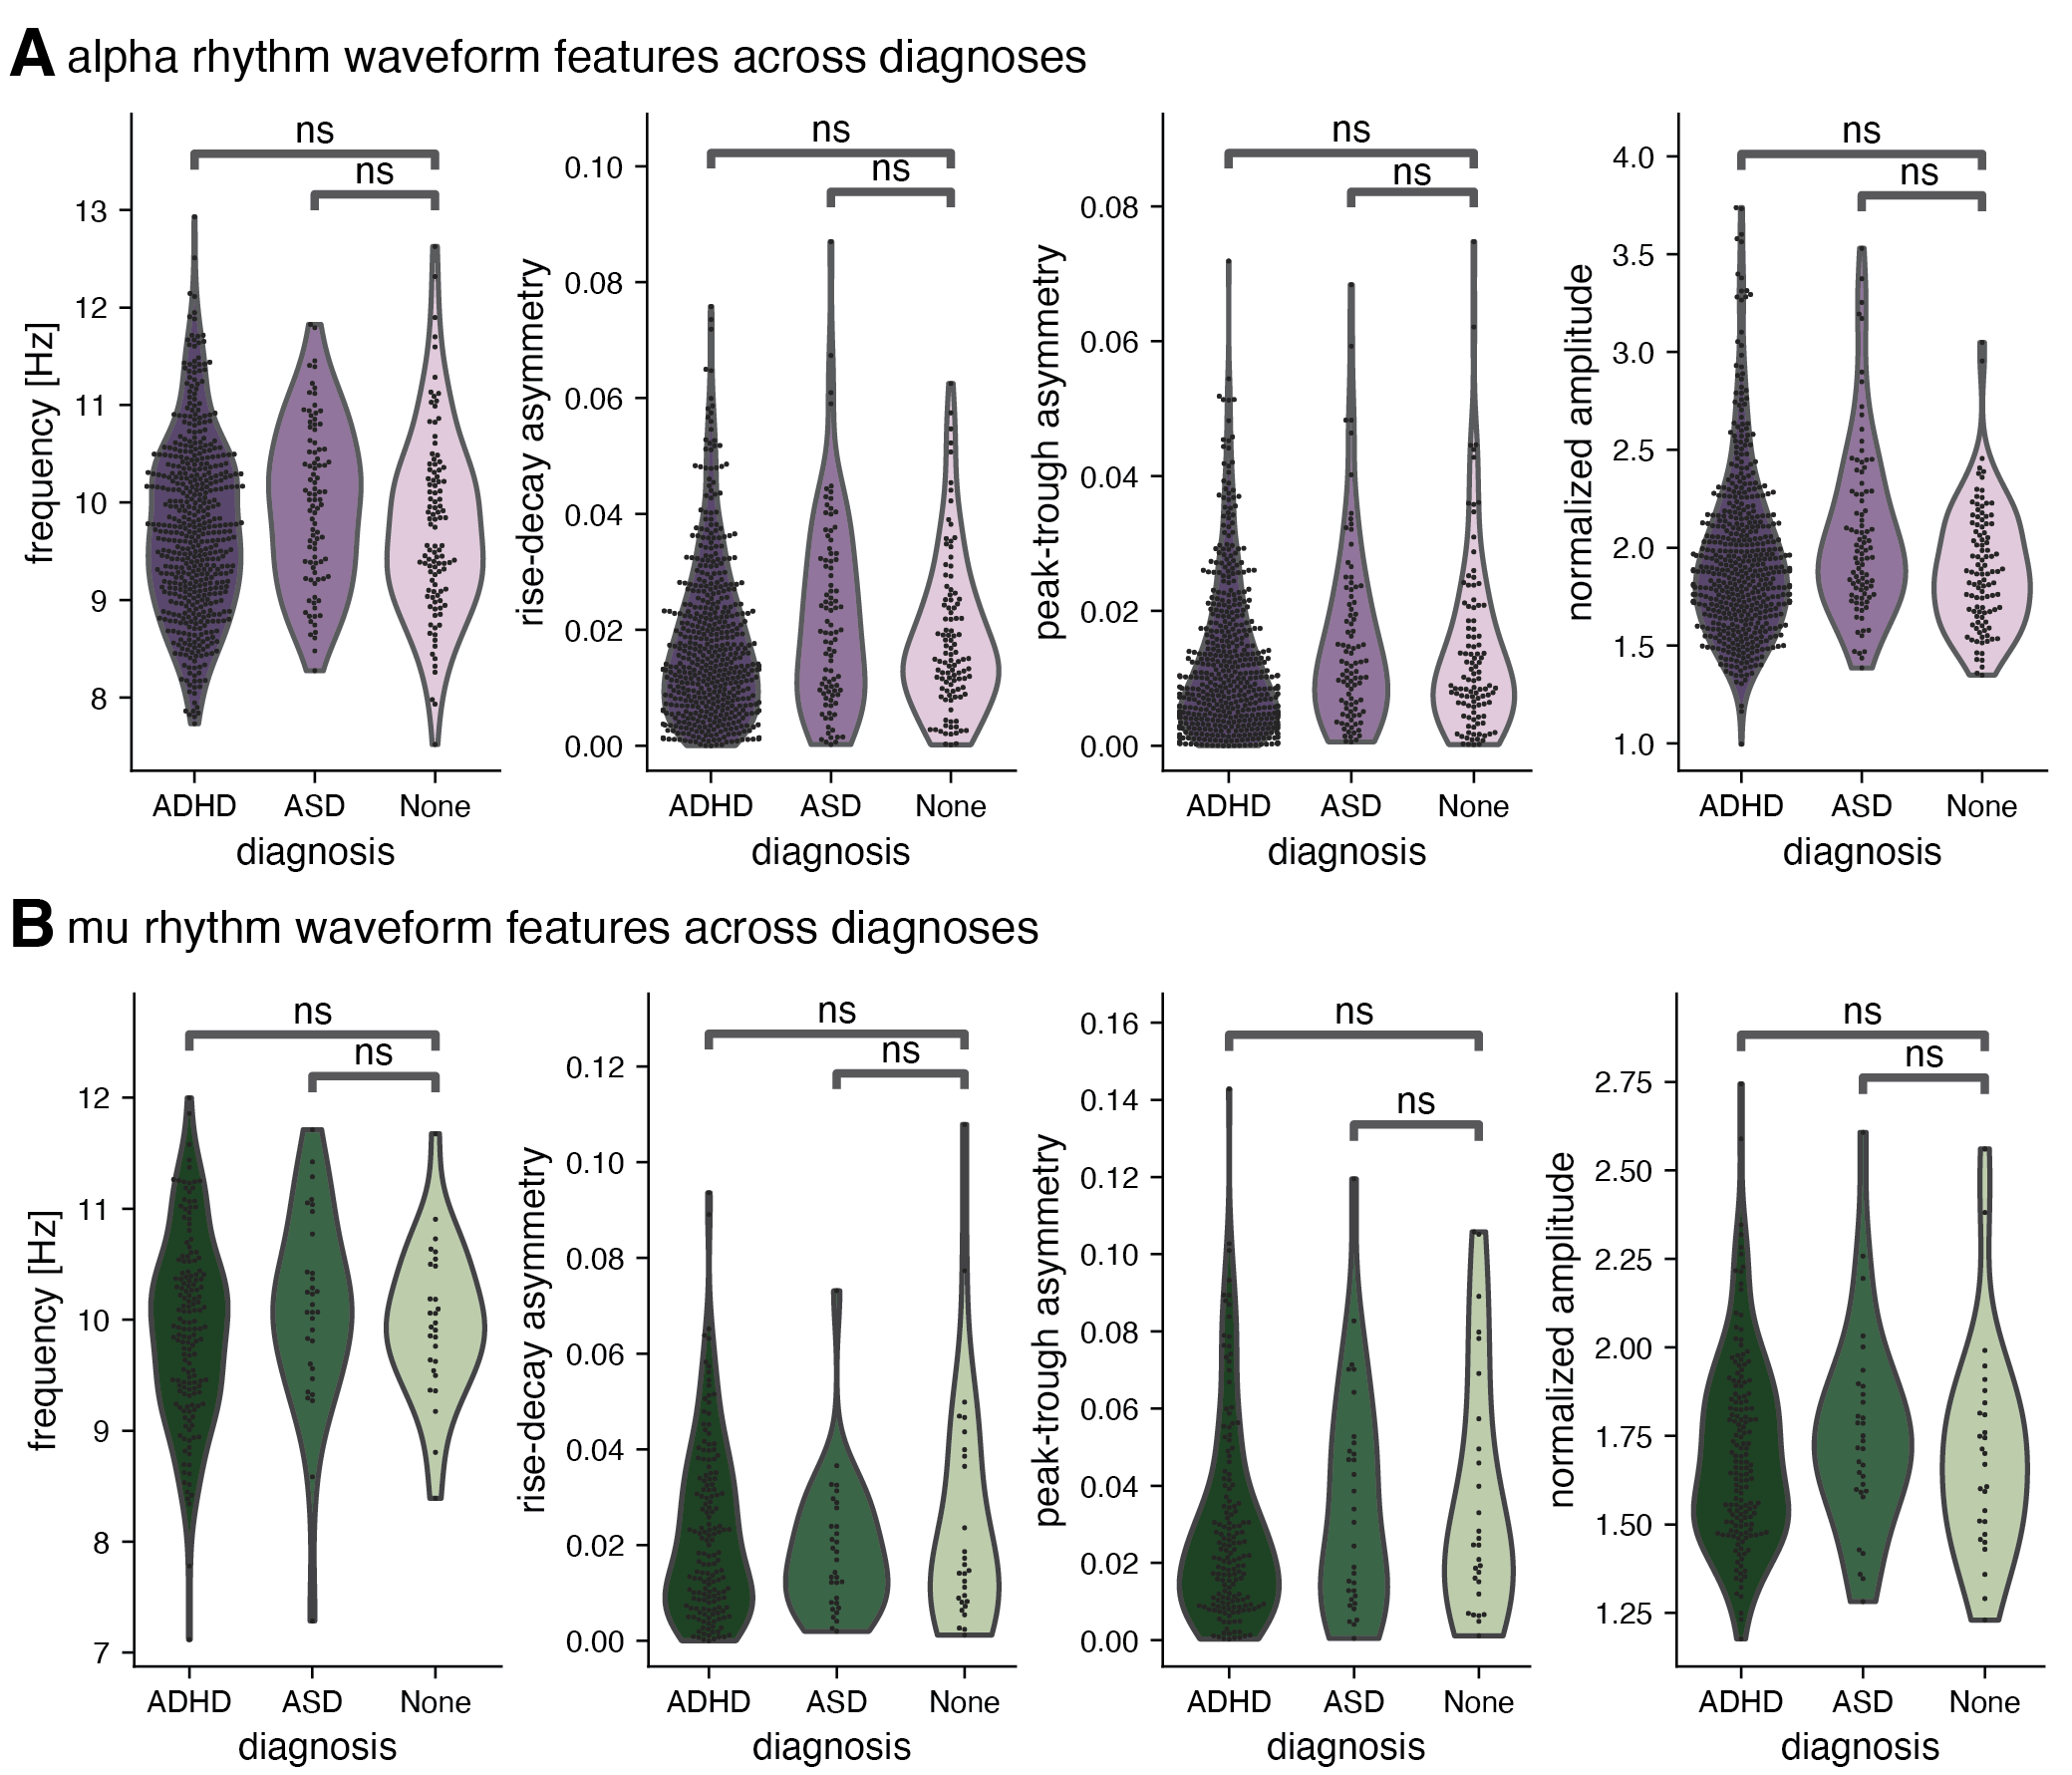 A alpha rhythm waveform features across diagnoses
frequency [Hz]
13
12
11
10
9
8
ns
ns
ADHD ASD None
diagnosis
rise-decay asymmetry
0.10
0.08
0.06
0.04
0.02
0.00
ns
ns
ADHD ASD None
diagnosis
peak-trough asymmetry
0.08
0.06
0.04
0.02
0.00
ns
ns
ADHD ASD None
diagnosis
normalized amplitude
4.0
3.5
3.0
2.5
2.0
1.5
1.0
ns
ns
ADHD ASD None
diagnosis
B mu rhythm waveform features across diagnoses
frequency [Hz]
12
11
10
9
8
7
ns
ns
ADHD ASD None
diagnosis
rise-decay asymmetry
0.12
0.10
0.08
0.06
0.04
0.02
0.00
ns
ns
ADHD ASD None
diagnosis
peak-trough asymmetry
0.16
0.14
0.12
0.10
0.08
0.06
0.04
0.02
0.00
ns
ns
ADHD ASD None
diagnosis
normalized amplitude
2.75
2.50
2.25
2.00
1.75
1.50
1.25
ns
ns
ADHD ASD None
diagnosis